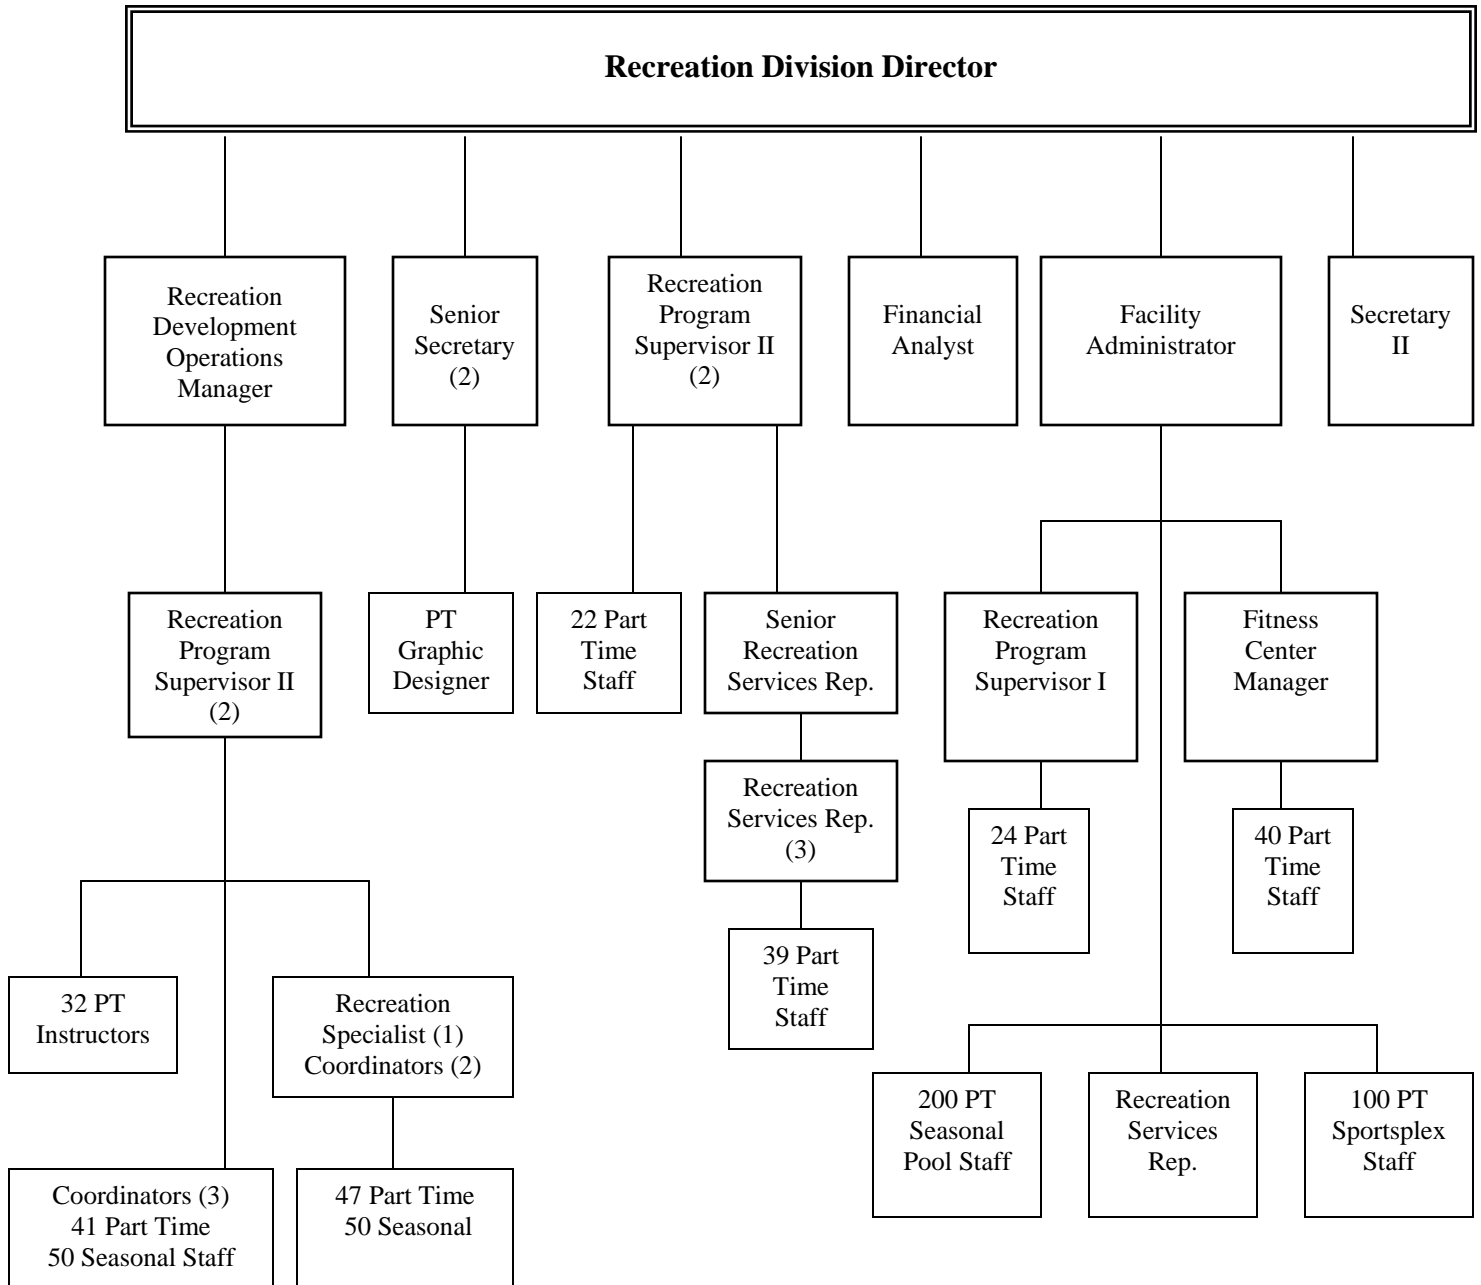 Recreation Division Director
Recreation
Development
Operations
Manager
Senior
Secretary
(2)
Recreation
Program
Supervisor II
(2)
Financial
Analyst
Facility
Administrator
Secretary
II
Recreation
Program
Supervisor II
(2)
PT
Graphic
Designer
22 Part
Time
Staff
Senior
Recreation
Services Rep.
Recreation
Program
Supervisor I
Fitness
Center
Manager
Recreation
Services Rep.
(3)
24 Part
Time
Staff
40 Part
Time
Staff
39 Part
Time
Staff
32 PT
Instructors
Recreation
Specialist (1)
Coordinators (2)
200 PT
Seasonal
Pool Staff
Recreation
Services
Rep.
100 PT
Sportsplex
Staff
Coordinators (3)
41 Part Time
50 Seasonal Staff
47 Part Time
50 Seasonal